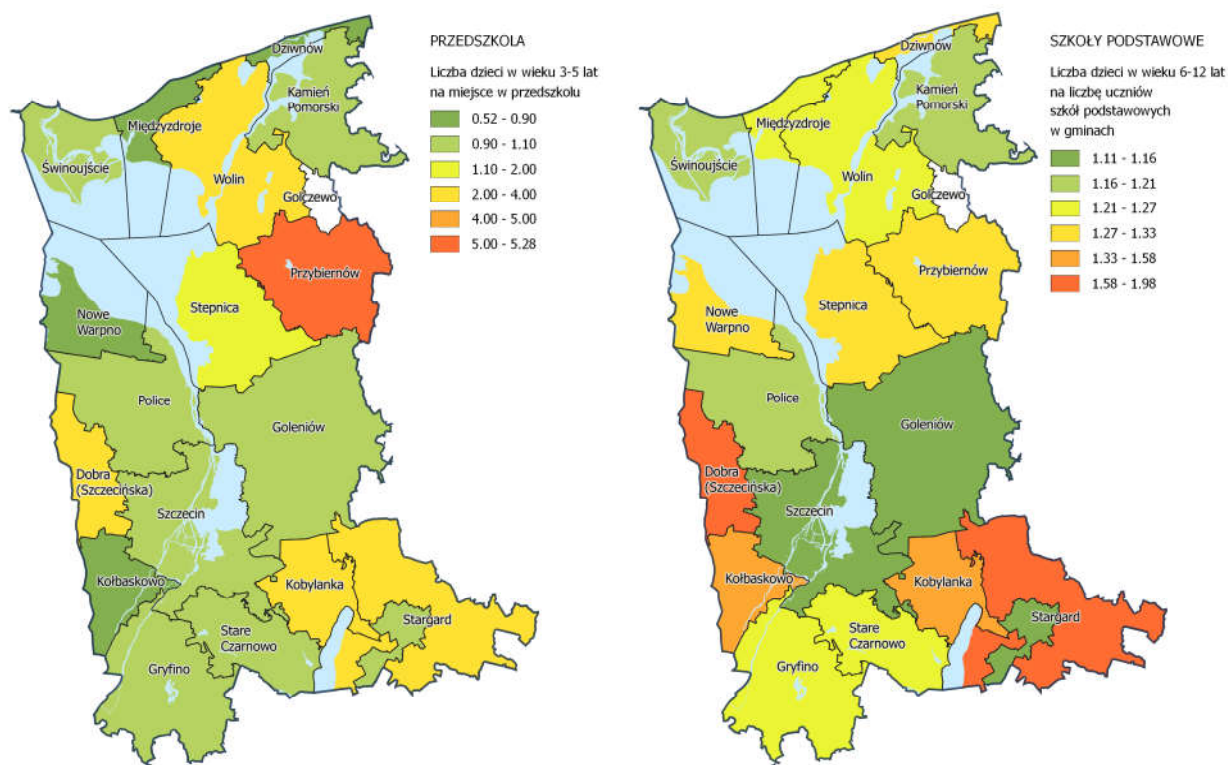 PRZEDSZKOLA
Liczba dzieci w wieku 3-5 lat
na miejsce w przedszkolu
0.52 - 0.90
0.90 - 1.10
1.10 - 2.00
2.00 - 4.00
4.00 - 5.00
5.00 - 5.28
Dziwnów
Kamień
Pomorski
Międzyzdroje
Świnoujście
Wolin
Golczewo
Przybiernów
Stepnica
Nowe
Warpno
Police
Goleniów
Dobra
(Szczecińska)
Szczecin
Kołbaskowo
Kobylanka
Stargard
Stare
Czarnowo
Gryfino
SZKOŁY PODSTAWOWE
Liczba dzieci w wieku 6-12 lat
na liczbę uczniów
szkół podstawowych
w gminach
1.11 - 1.16
1.16 - 1.21
1.21 - 1.27
1.27 - 1.33
1.33 - 1.58
1.58 - 1.98
Dziwnów
Kamień
Pomorski
Międzyzdroje
Świnoujście
Wolin
Golczewo
Przybiernów
Stepnica
Nowe
Warpno
Police
Goleniów
Dobra
(Szczecińska)
Szczecin
Kołbaskowo
Kobylanka
Stargard
Stare
Czarnowo
Gryfino